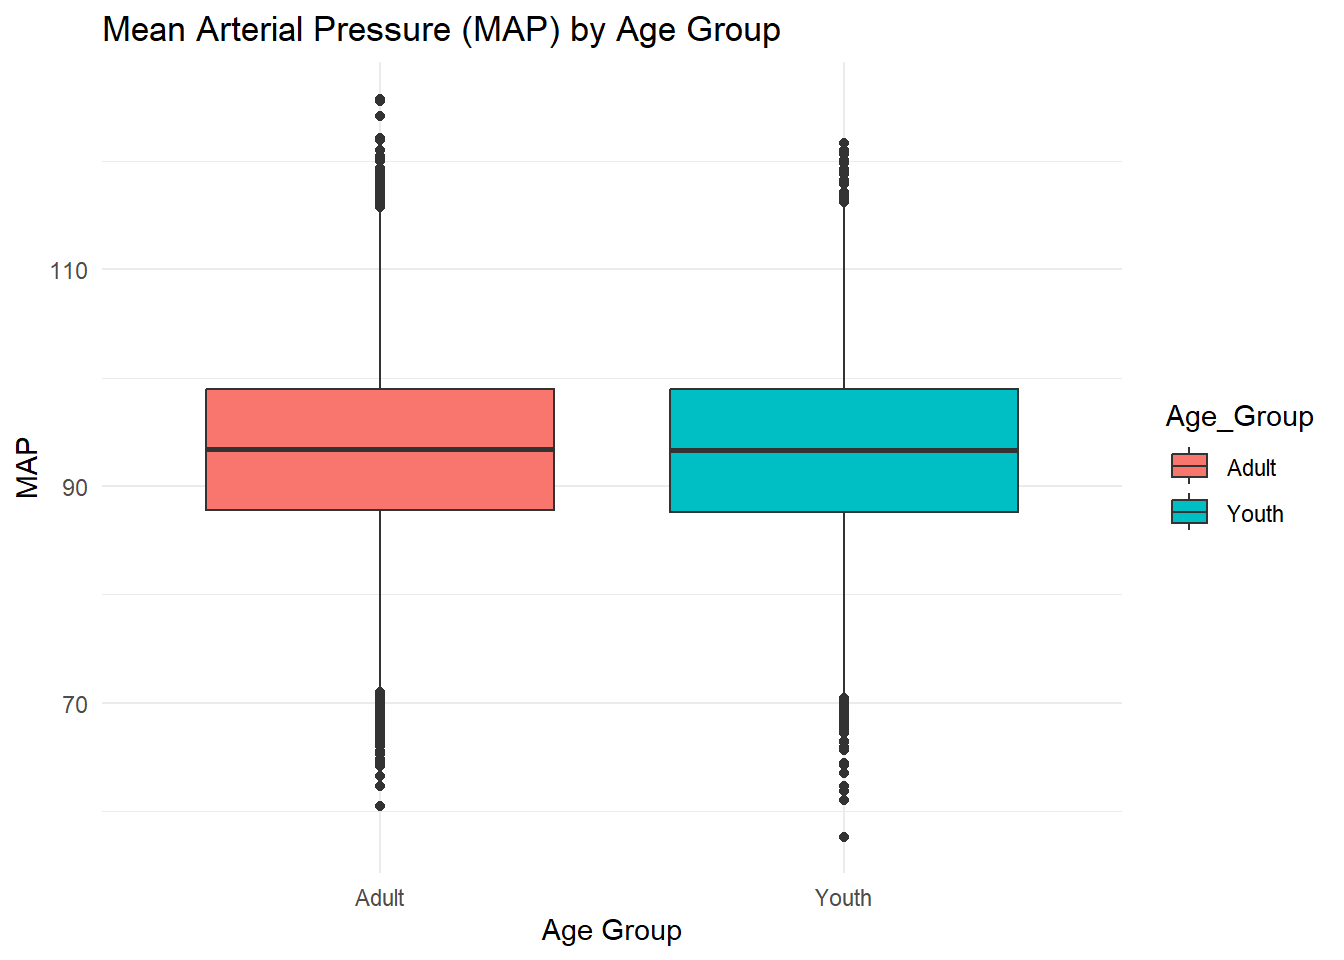 Mean Arterial Pressure (MAP) by Age Group
MAP
110
90
70
Adult
Youth
Age Group
Age_Group
Adult
Youth